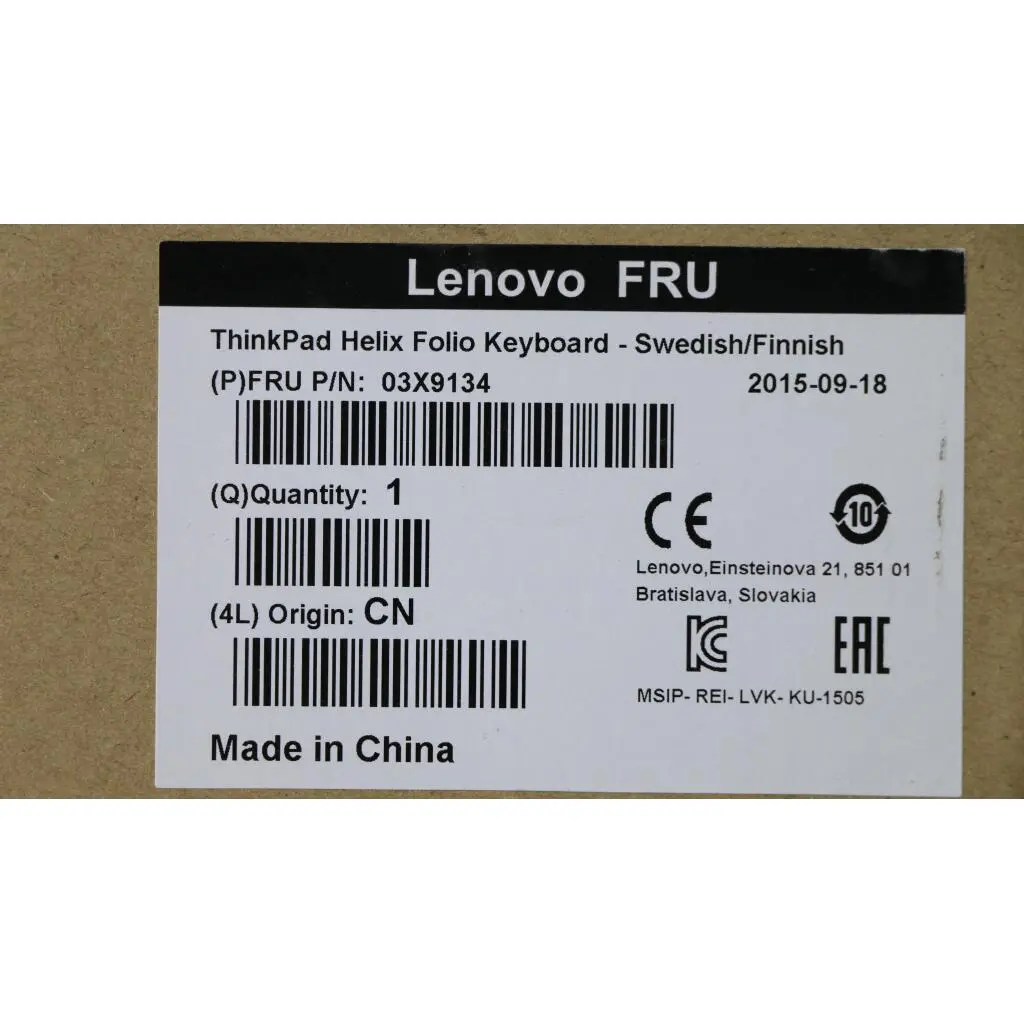 Lenovo FRU
ThinkPad Helix Folio Keyboard - Swedish/Finnish
(P)FRU P/N: 03X9134 2015-09-18
(Q)Quantity: 1
CE 10
Lenovo,Einsteinova 21, 851 01
Bratislava, Slovakia
(4L) Origin: CN
KC EAC
MSIP- REI- LVK- KU-1505
Made in China